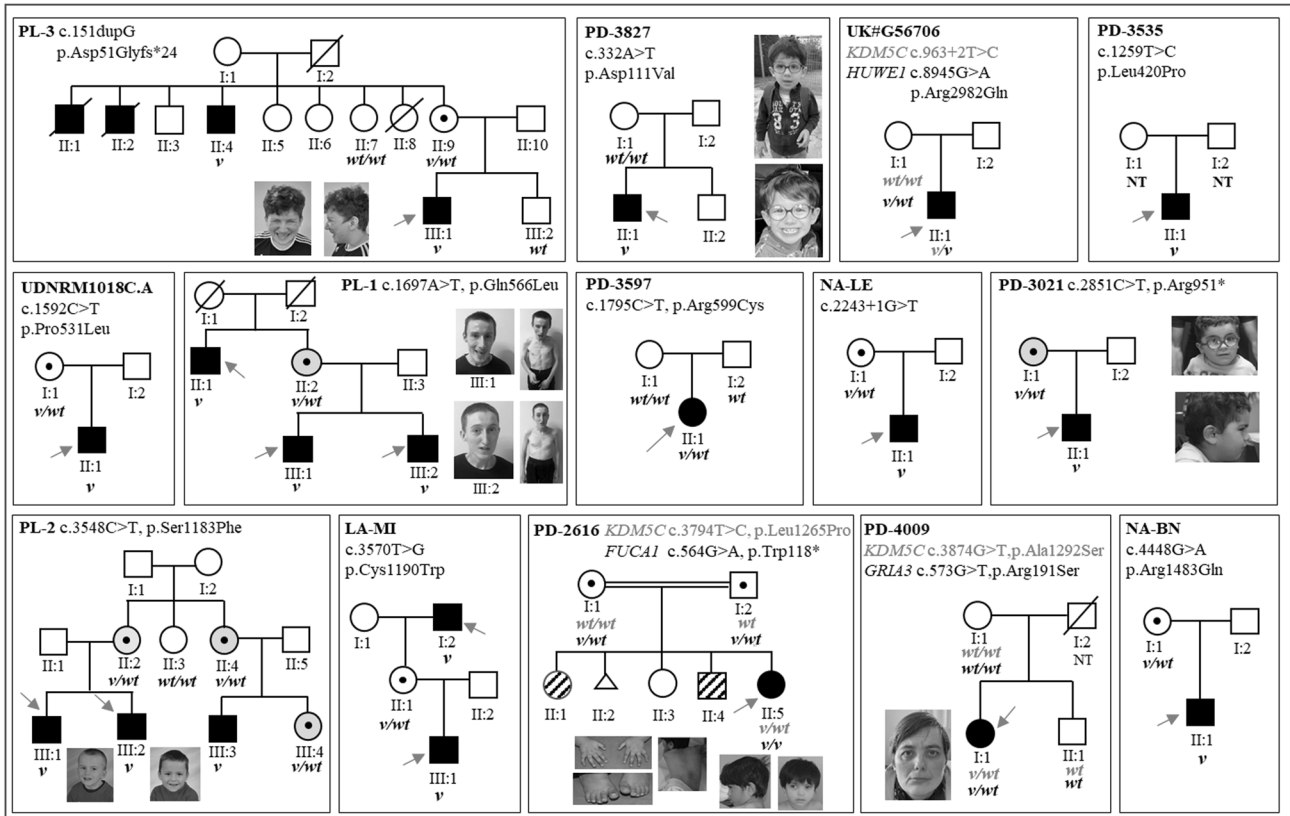 PL-3 c.151dupG
p.Asp51Glyfs*24
I:1
I:2
II:1
II:2
II:3
II:4
II:5
II:6
II:7
II:8
II:9
II:10
v
wt/wt
v/wt
III:1
III:2
v
wt
PD-3827
c.332A>T
p.Asp111Val
I:1
I:2
wt/wt
II:1
II:2
v
UK#G56706
KDM5C c.963+2T>C
HUWE1 c.8945G>A
p.Arg2982Gln
I:1
I:2
wt/wt
v/wt
II:1
v/v
PD-3535
c.1259T>C
p.Leu420Pro
I:1
I:2
NT
NT
II:1
v
UDNRM1018C.A
c.1592C>T
p.Pro531Leu
I:1
I:2
v/wt
II:1
v
PL-1 c.1697A>T, p.Gln566Leu
I:1
I:2
II:1
II:2
II:3
v
v/wt
III:1
III:1
III:2
v
v
III:2
PD-3597
c.1795C>T, p.Arg599Cys
I:1
I:2
wt/wt
wt
II:1
v/wt
NA-LE
c.2243+1G>T
I:1
I:2
v/wt
II:1
v
PD-3021 c.2851C>T, p.Arg951*
I:1
I:2
v/wt
II:1
v
PL-2 c.3548C>T, p.Ser1183Phe
I:1
I:2
II:1
II:2
II:3
II:4
II:5
v/wt
wt/wt
v/wt
III:1
III:2
III:3
III:4
v
v
v
v/wt
LA-MI
c.3570T>G
p.Cys1190Trp
I:1
I:2
v
II:1
II:2
v/wt
III:1
v
PD-2616 KDM5C c.3794T>C, p.Leu1265Pro
FUCA1 c.564G>A, p.Trp118*
I:1
I:2
wt/wt
wt
v/wt
v/wt
II:1
II:2
II:3
II:4
II:5
v/wt
v/v
PD-4009
KDM5C c.3874G>T,p.Ala1292Ser
GRIA3 c.573G>T,p.Arg191Ser
I:1
I:2
wt/wt
NT
wt/wt
I:1
II:1
v/wt
wt
v/wt
wt
NA-BN
c.4448G>A
p.Arg1483Gln
I:1
I:2
v/wt
II:1
v